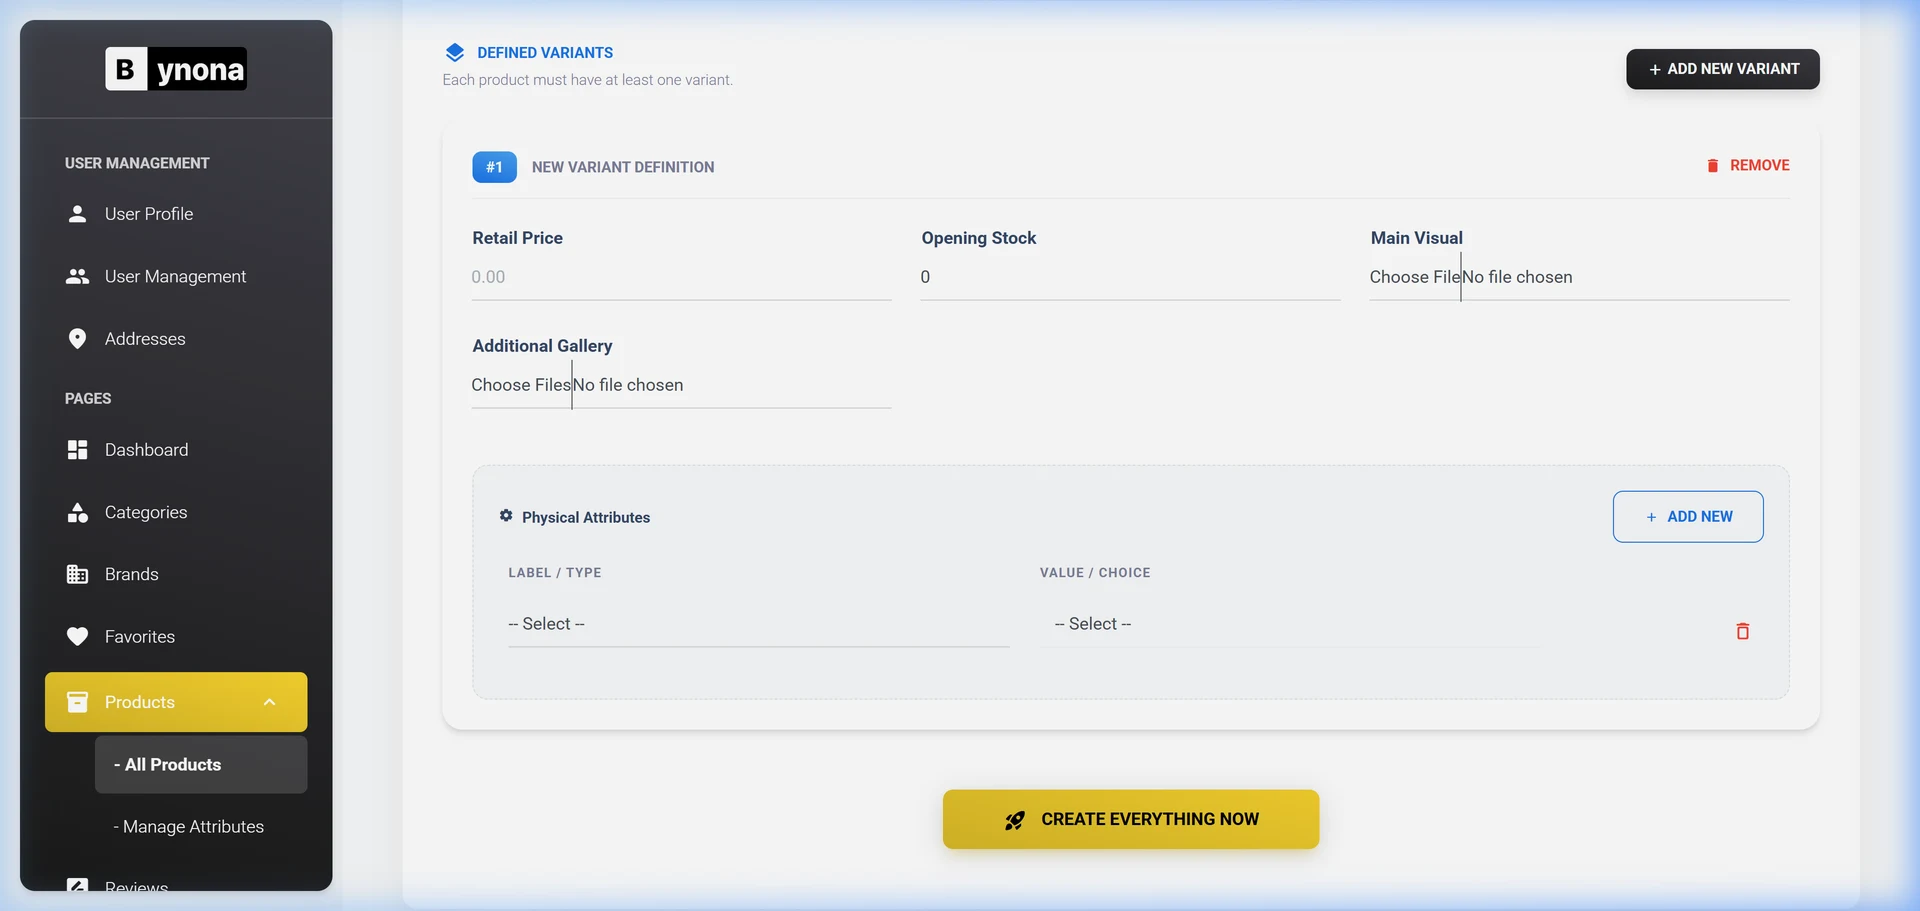 B ynona
USER MANAGEMENT
User Profile
User Management
Addresses
PAGES
Dashboard
Categories
Brands
Favorites
Products
- All Products
- Manage Attributes
Reviews
DEFINED VARIANTS
Each product must have at least one variant.
+ ADD NEW VARIANT
#1 NEW VARIANT DEFINITION
REMOVE
Retail Price
0.00
Opening Stock
0
Main Visual
Choose File No file chosen
Additional Gallery
Choose Files No file chosen
Physical Attributes
+ ADD NEW
LABEL / TYPE
VALUE / CHOICE
-- Select --
-- Select --
CREATE EVERYTHING NOW